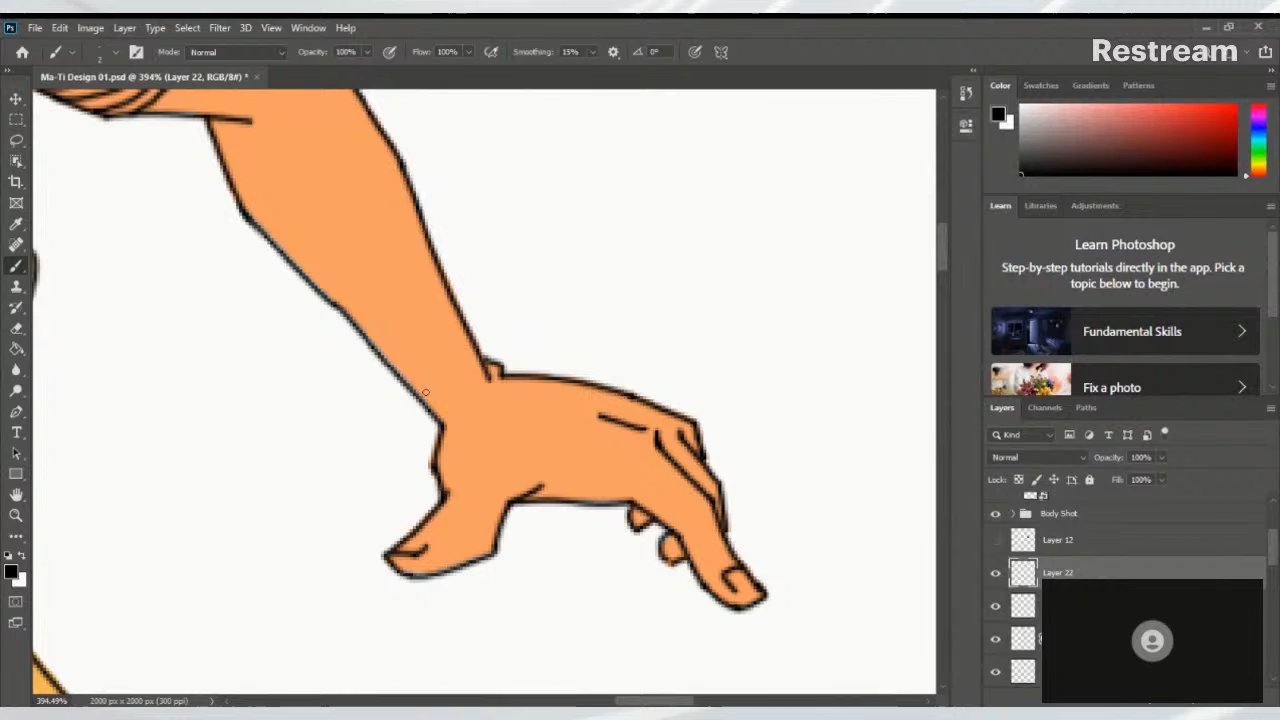 Ps File Edit Image Layer Type Select Filter 3D View Window Help
2 Mode: Normal Opacity: 100% Flow: 100% Smoothing: 15% 0°
Restream
Ma-Ti Design 01.psd @ 394% (Layer 22, RGB/8#) *
Color Swatches Gradients Patterns
Learn Libraries Adjustments
Learn Photoshop
Step-by-step tutorials directly in the app. Pick a
topic below to begin.
Fundamental Skills
Fix a photo
Layers Channels Paths
Kind
Normal Opacity: 100%
Lock: Fill: 100%
Body Shot
Layer 12
Layer 22
394.49% 2000 px x 2000 px (300 ppi)